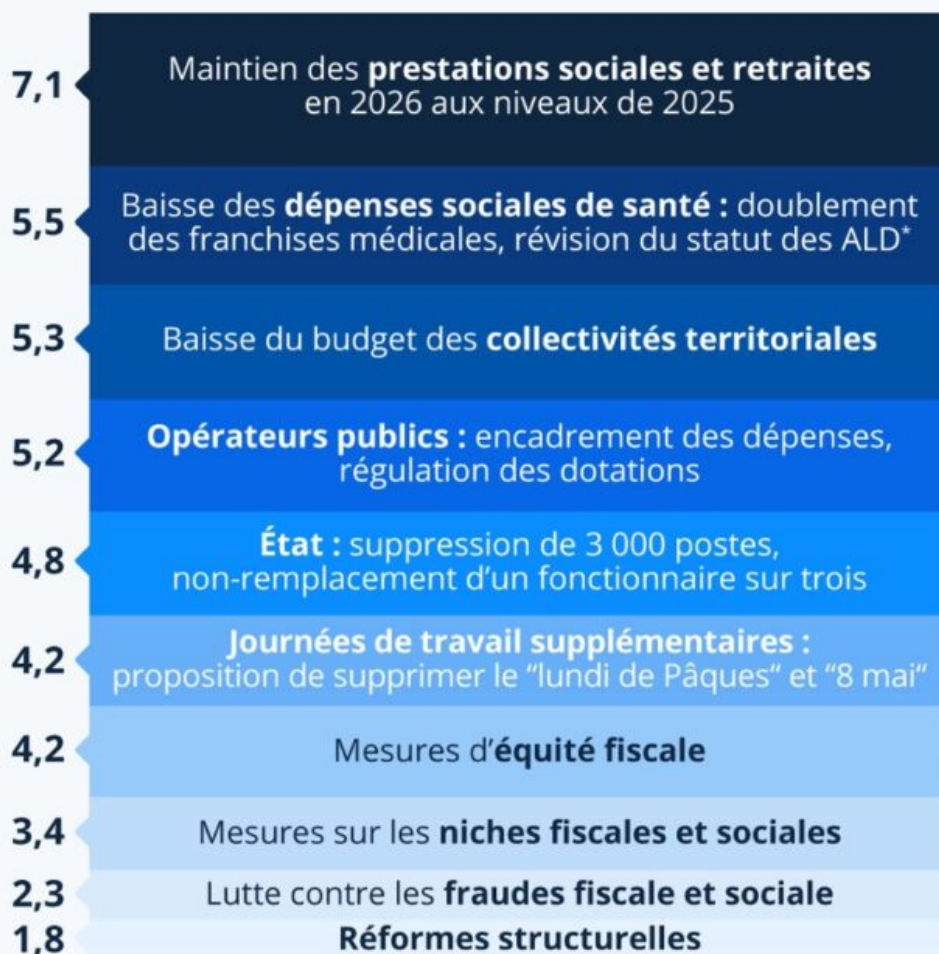 7,1
Maintien des prestations sociales et retraites
en 2026 aux niveaux de 2025
5,5
Baisse des dépenses sociales de santé : doublement
des franchises médicales, révision du statut des ALD*
5,3
Baisse du budget des collectivités territoriales
5,2
Opérateurs publics : encadrement des dépenses,
régulation des dotations
4,8
État : suppression de 3 000 postes,
non-remplacement d’un fonctionnaire sur trois
4,2
Journées de travail supplémentaires :
proposition de supprimer le “lundi de Pâques“ et “8 mai“
4,2
Mesures d’équité fiscale
3,4
Mesures sur les niches fiscales et sociales
2,3
Lutte contre les fraudes fiscale et sociale
1,8
Réformes structurelles